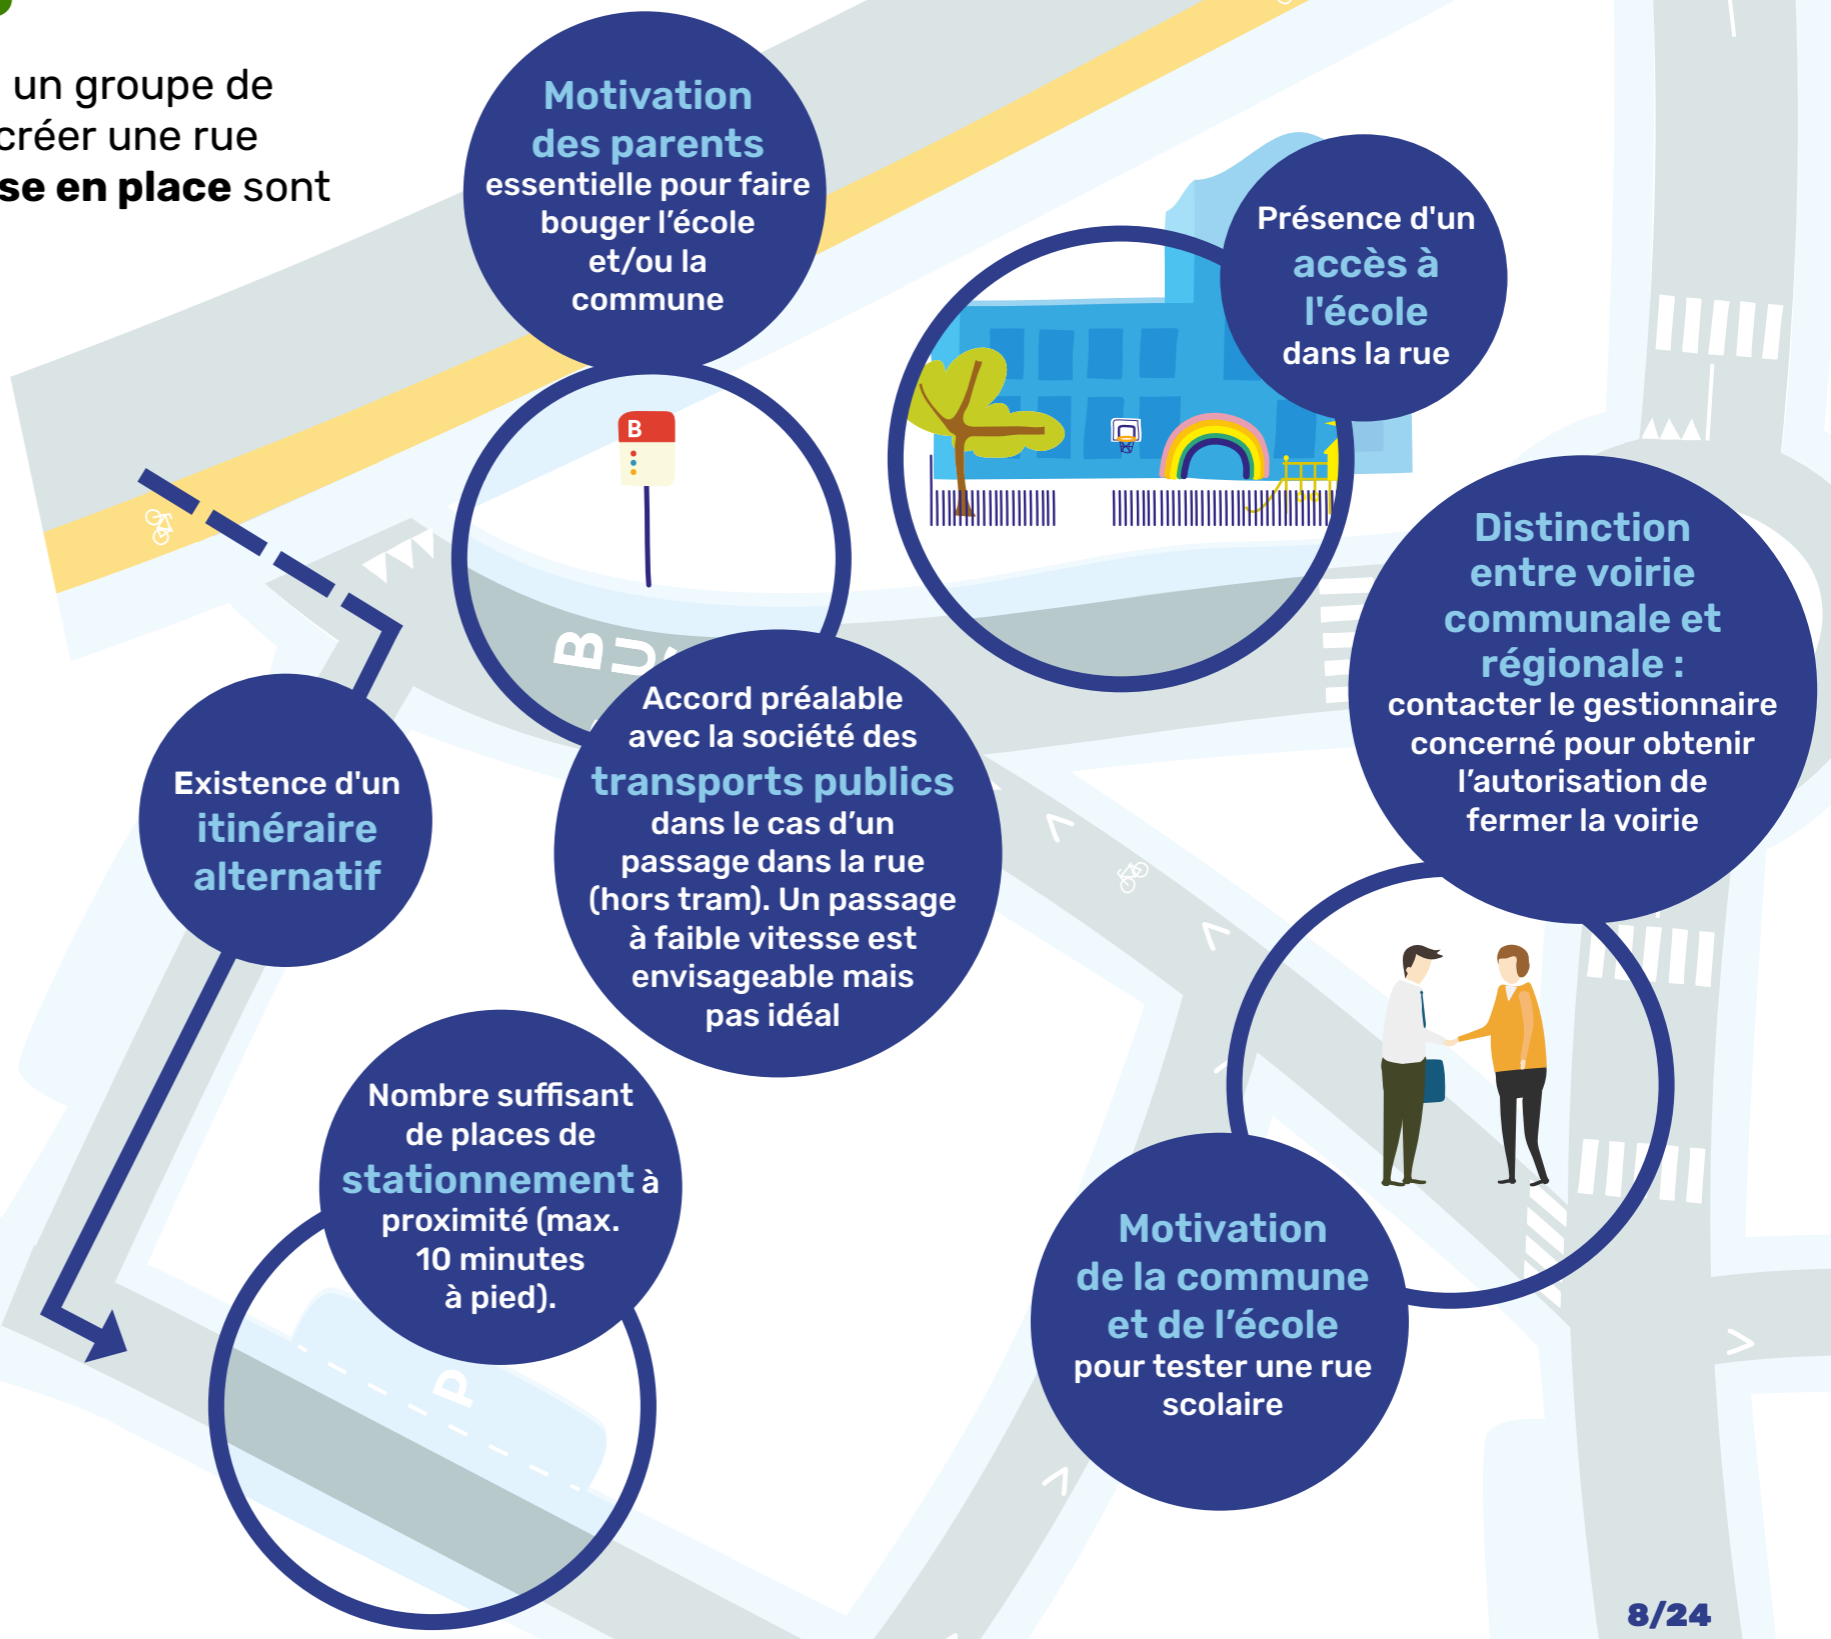 un groupe de
créer une rue
se en place sont
Motivation
des parents
essentielle pour faire
bouger l'école
et/ou la
commune
Présence d'un
accès à
l'école
dans la rue
B
Distinction
entre voirie
communale et
régionale :
contacter le gestionnaire
concerné pour obtenir
l'autorisation de
fermer la voirie
Existence d'un
itinéraire
alternatif
Accord préalable
avec la société des
transports publics
dans le cas d'un
passage dans la rue
(hors tram). Un passage
à faible vitesse est
envisageable mais
pas idéal
Nombre suffisant
de places de
stationnement à
proximité (max.
10 minutes
à pied).
P
Motivation
de la commune
et de l'école
pour tester une rue
scolaire
8/24